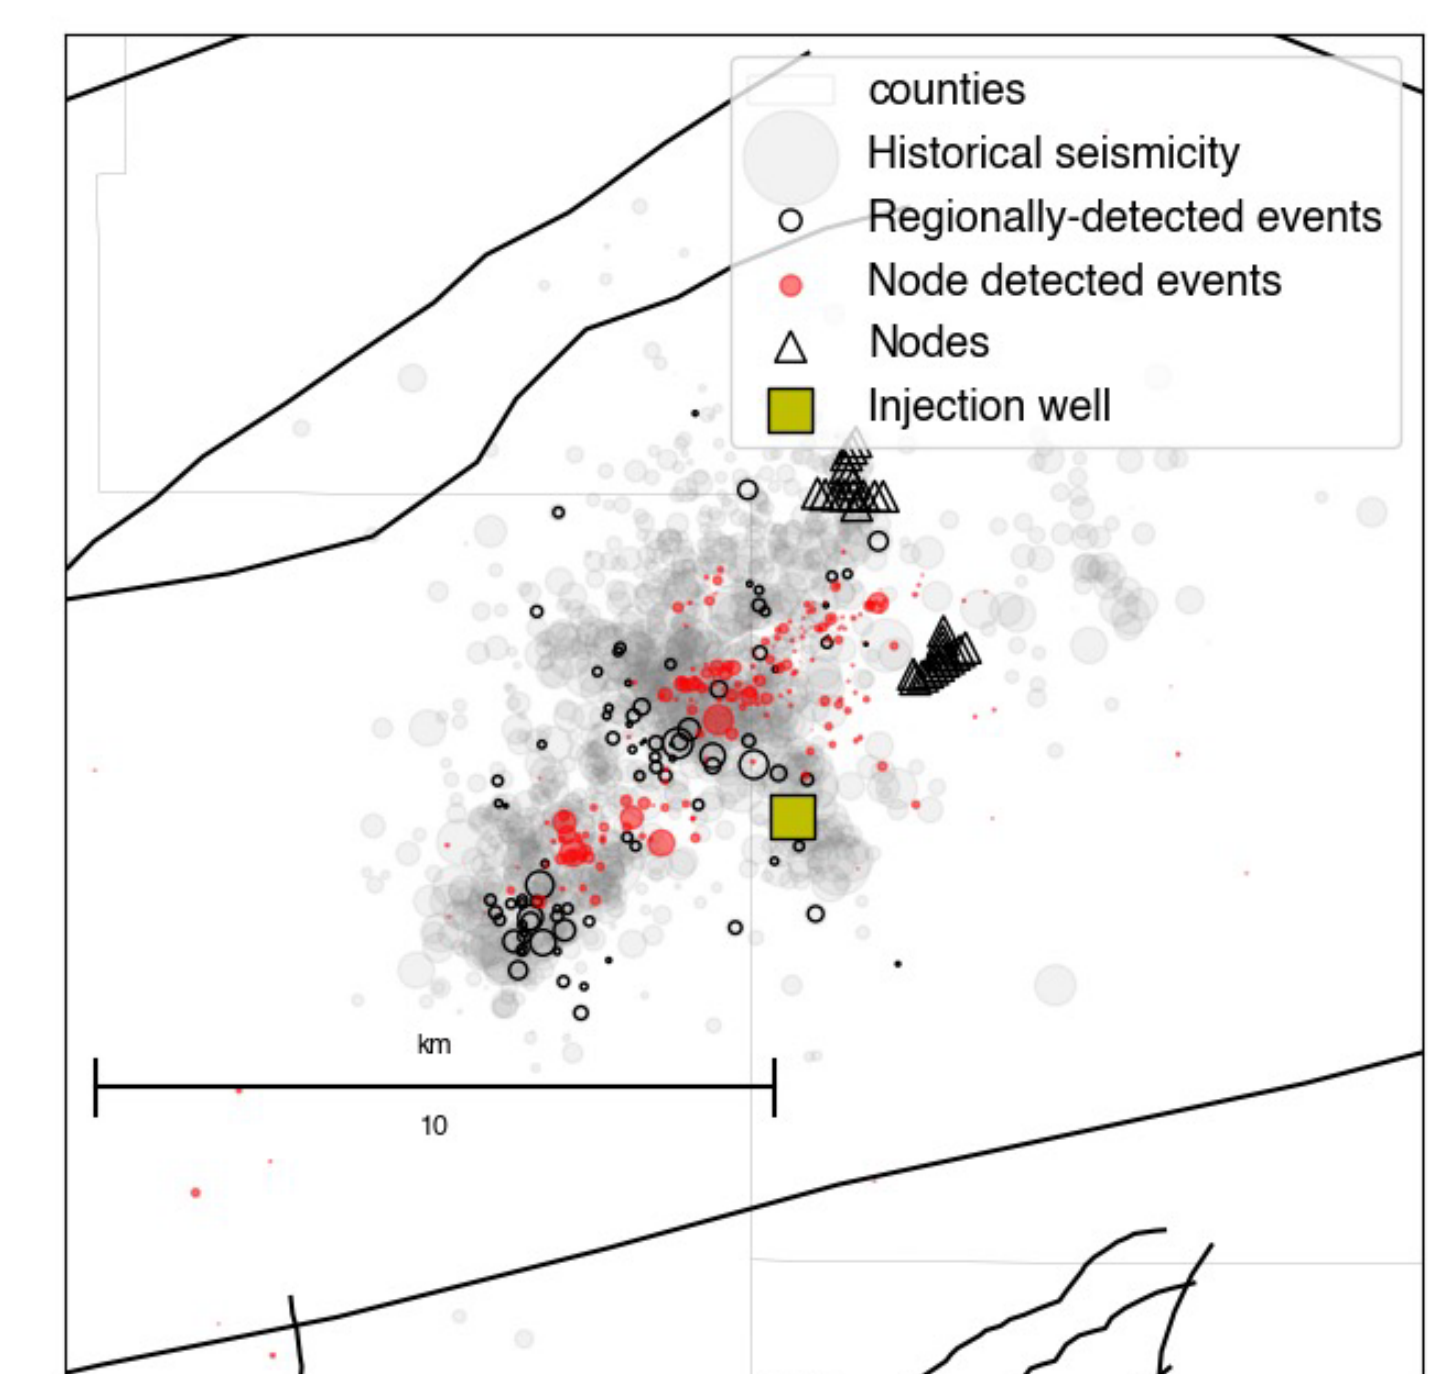 counties
Historical seismicity
Regionally-detected events
Node detected events
Nodes
Injection well
km
10